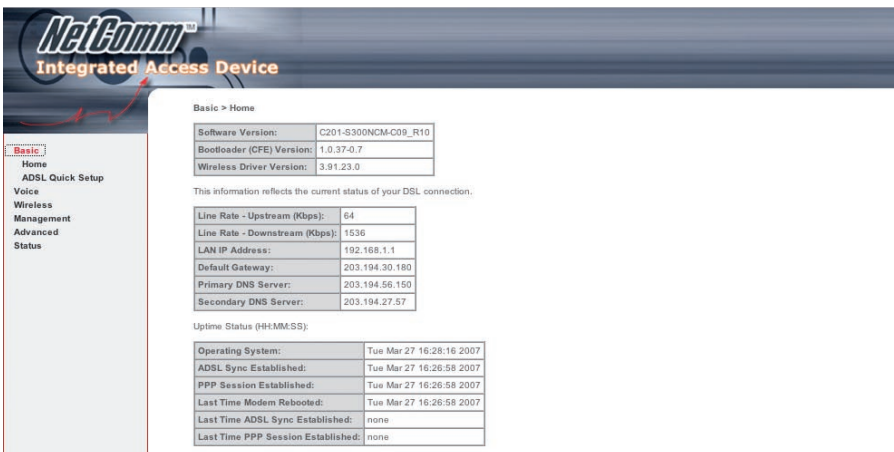 NetComm™
Integrated Access Device
Basic
Home
ADSL Quick Setup
Voice
Wireless
Management
Advanced
Status
Basic > Home
Software Version: C201-S300NCM-C09_R10
Bootloader (CFE) Version: 1.0.37-0.7
Wireless Driver Version: 3.91.23.0
This information reflects the current status of your DSL connection.
Line Rate - Upstream (Kbps): 64
Line Rate - Downstream (Kbps): 1536
LAN IP Address: 192.168.1.1
Default Gateway: 203.194.30.180
Primary DNS Server: 203.194.56.150
Secondary DNS Server: 203.194.27.57
Uptime Status (HH:MM:SS):
Operating System: Tue Mar 27 16:28:16 2007
ADSL Sync Established: Tue Mar 27 16:26:58 2007
PPP Session Established: Tue Mar 27 16:26:58 2007
Last Time Modem Rebooted: Tue Mar 27 16:26:58 2007
Last Time ADSL Sync Established: none
Last Time PPP Session Established: none